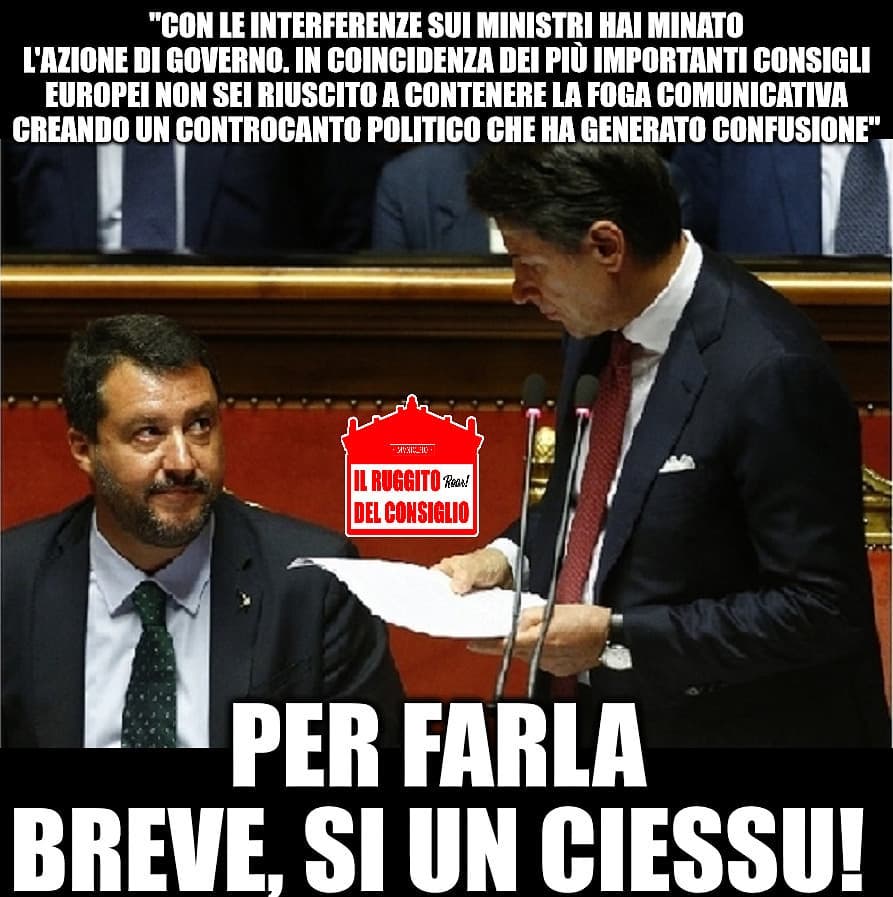 "CON LE INTERFERENZE SUI MINISTRI HAI MINATO
L'AZIONE DI GOVERNO. IN COINCIDENZA DEI PIÙ IMPORTANTI CONSIGLI
EUROPEI NON SEI RIUSCITO A CONTENERE LA FOGA COMUNICATIVA
CREANDO UN CONTROCANTO POLITICO CHE HA GENERATO CONFUSIONE"
MUNICIPIO
IL RUGGITO Roar!
DEL CONSIGLIO
PER FARLA
BREVE, SI UN CIESSU!